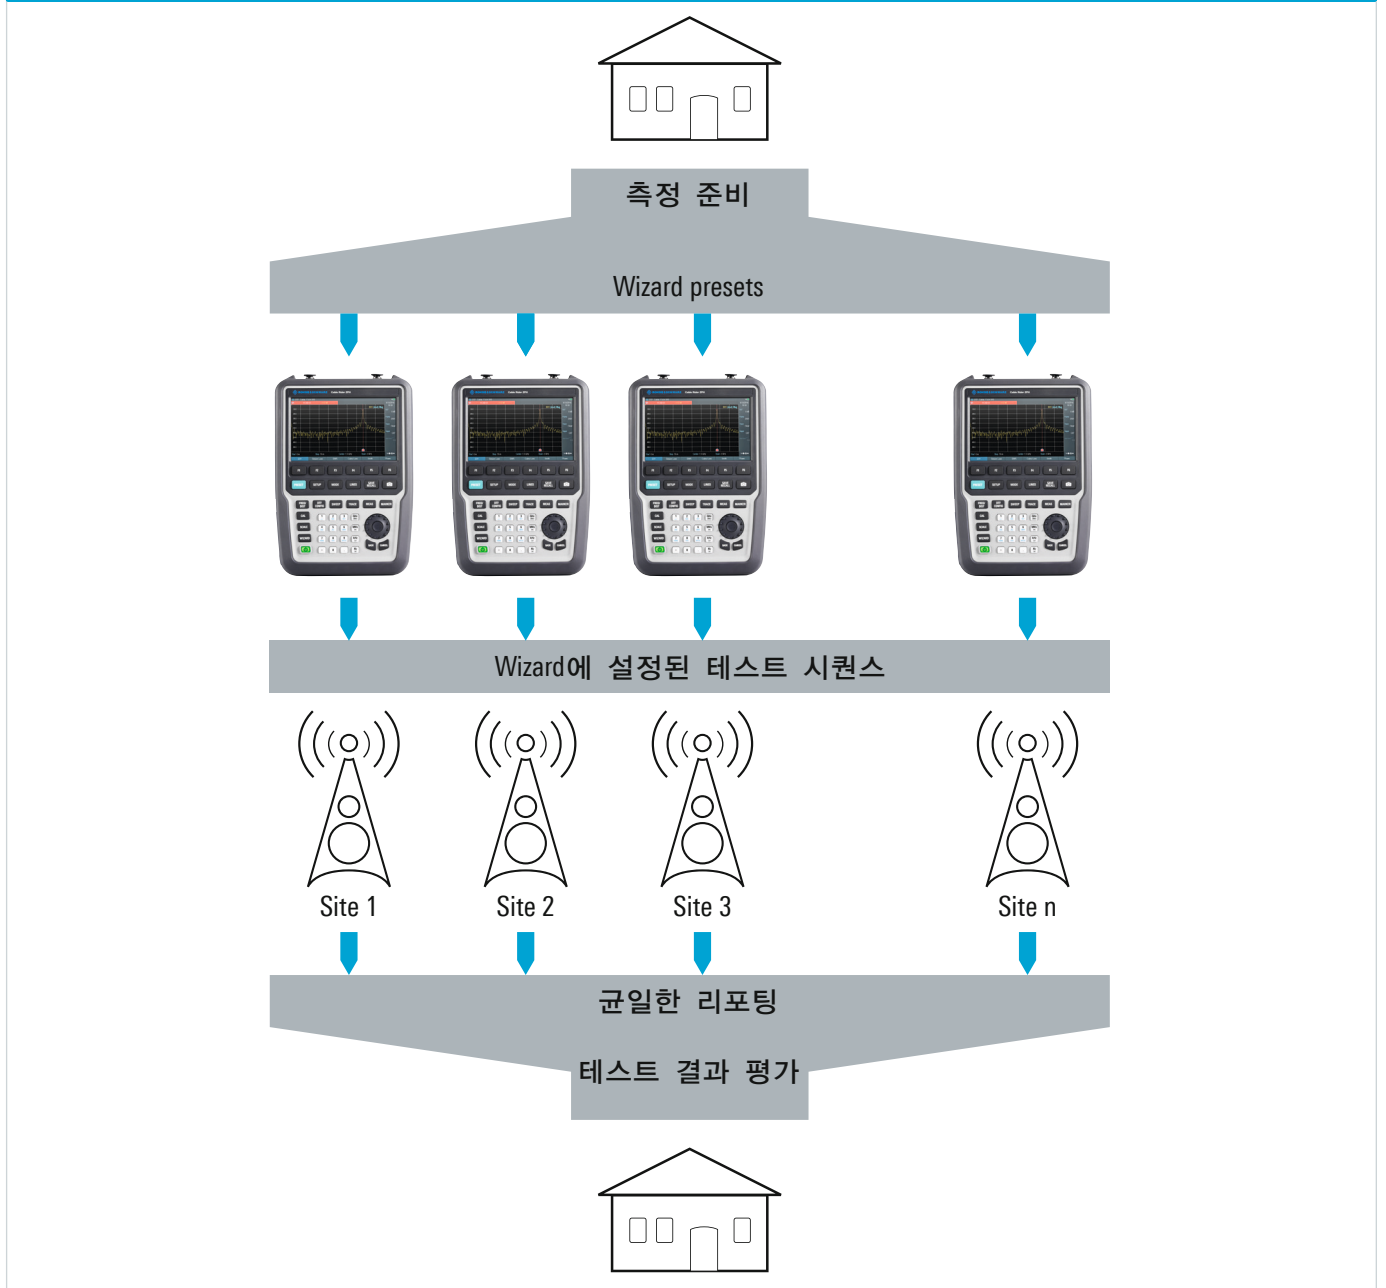 측정 준비
Wizard presets
Wizard에 설정된 테스트 시퀀스
Site 1
Site 2
Site 3
Site n
균일한 리포팅
테스트 결과 평가